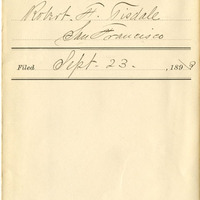 Robert H. Tisdale
San Francisco
Filed Sept. 23. , 1898